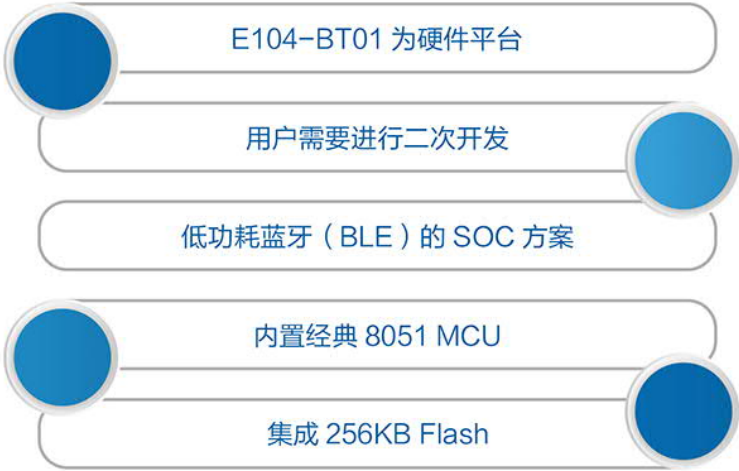 E104-BT01 为硬件平台
用户需要进行二次开发
低功耗蓝牙（BLE）的 SOC 方案
内置经典 8051 MCU
集成 256KB Flash